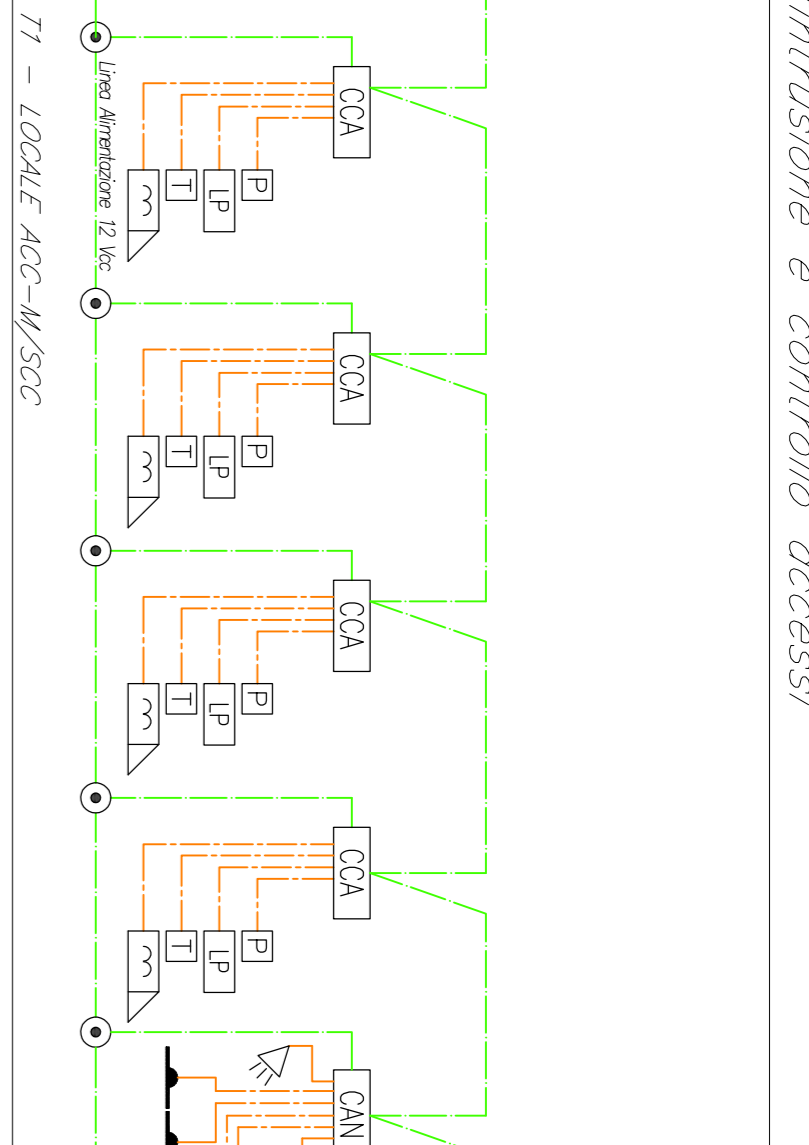 ntrusione e controllo accessi
CCA
P
LP
T
Linea Alimentazione 12 Vcc
CCA
P
LP
T
CCA
P
LP
T
CCA
P
LP
T
CAN
T1 - LOCALE ACC-M/SCC